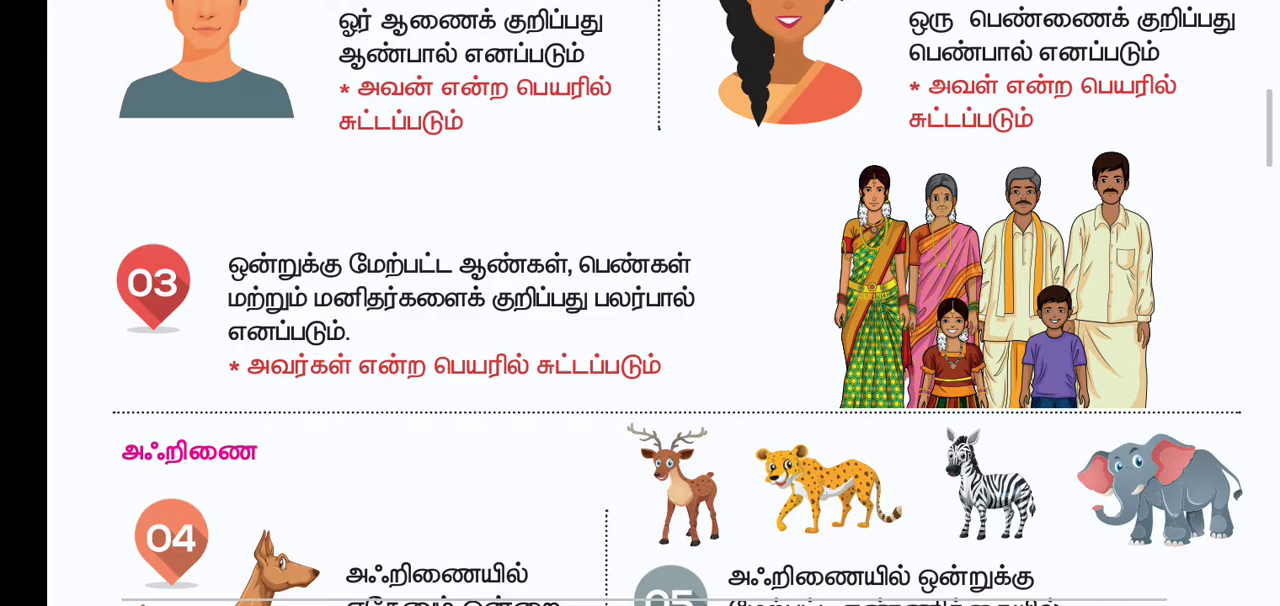 ஓர் ஆணைக் குறிப்பது
ஆண்பால் எனப்படும்
* அவன் என்ற பெயரில்
சுட்டப்படும்
ஒரு பெண்ணைக் குறிப்பது
பெண்பால் எனப்படும்
* அவள் என்ற பெயரில்
சுட்டப்படும்
03
ஒன்றுக்கு மேற்பட்ட ஆண்கள், பெண்கள்
மற்றும் மனிதர்களைக் குறிப்பது பலர்பால்
எனப்படும்.
* அவர்கள் என்ற பெயரில் சுட்டப்படும்
அஃறிணை
04
அஃறிணையில்
05
அஃறிணையில் ஒன்றுக்கு